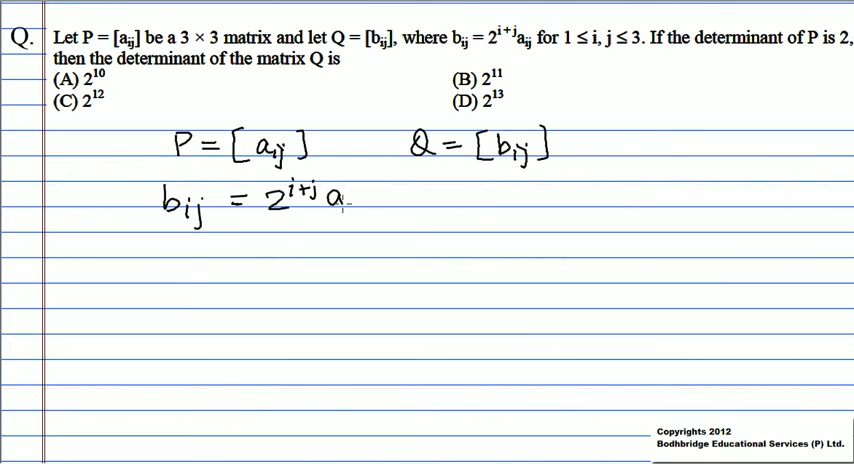 Q. Let P = [aᵢⱼ] be a 3 × 3 matrix and let Q = [bᵢⱼ], where bᵢⱼ = 2ⁱ⁺ʲaᵢⱼ for 1 ≤ i, j ≤ 3. If the determinant of P is 2,
then the determinant of the matrix Q is
(A) 2¹⁰ (B) 2¹¹
(C) 2¹² (D) 2¹³
P = [aᵢⱼ] Q = [bᵢⱼ]
bᵢⱼ = 2ⁱ⁺ʲ a
Copyrights 2012
Bodhbridge Educational Services (P) Ltd.